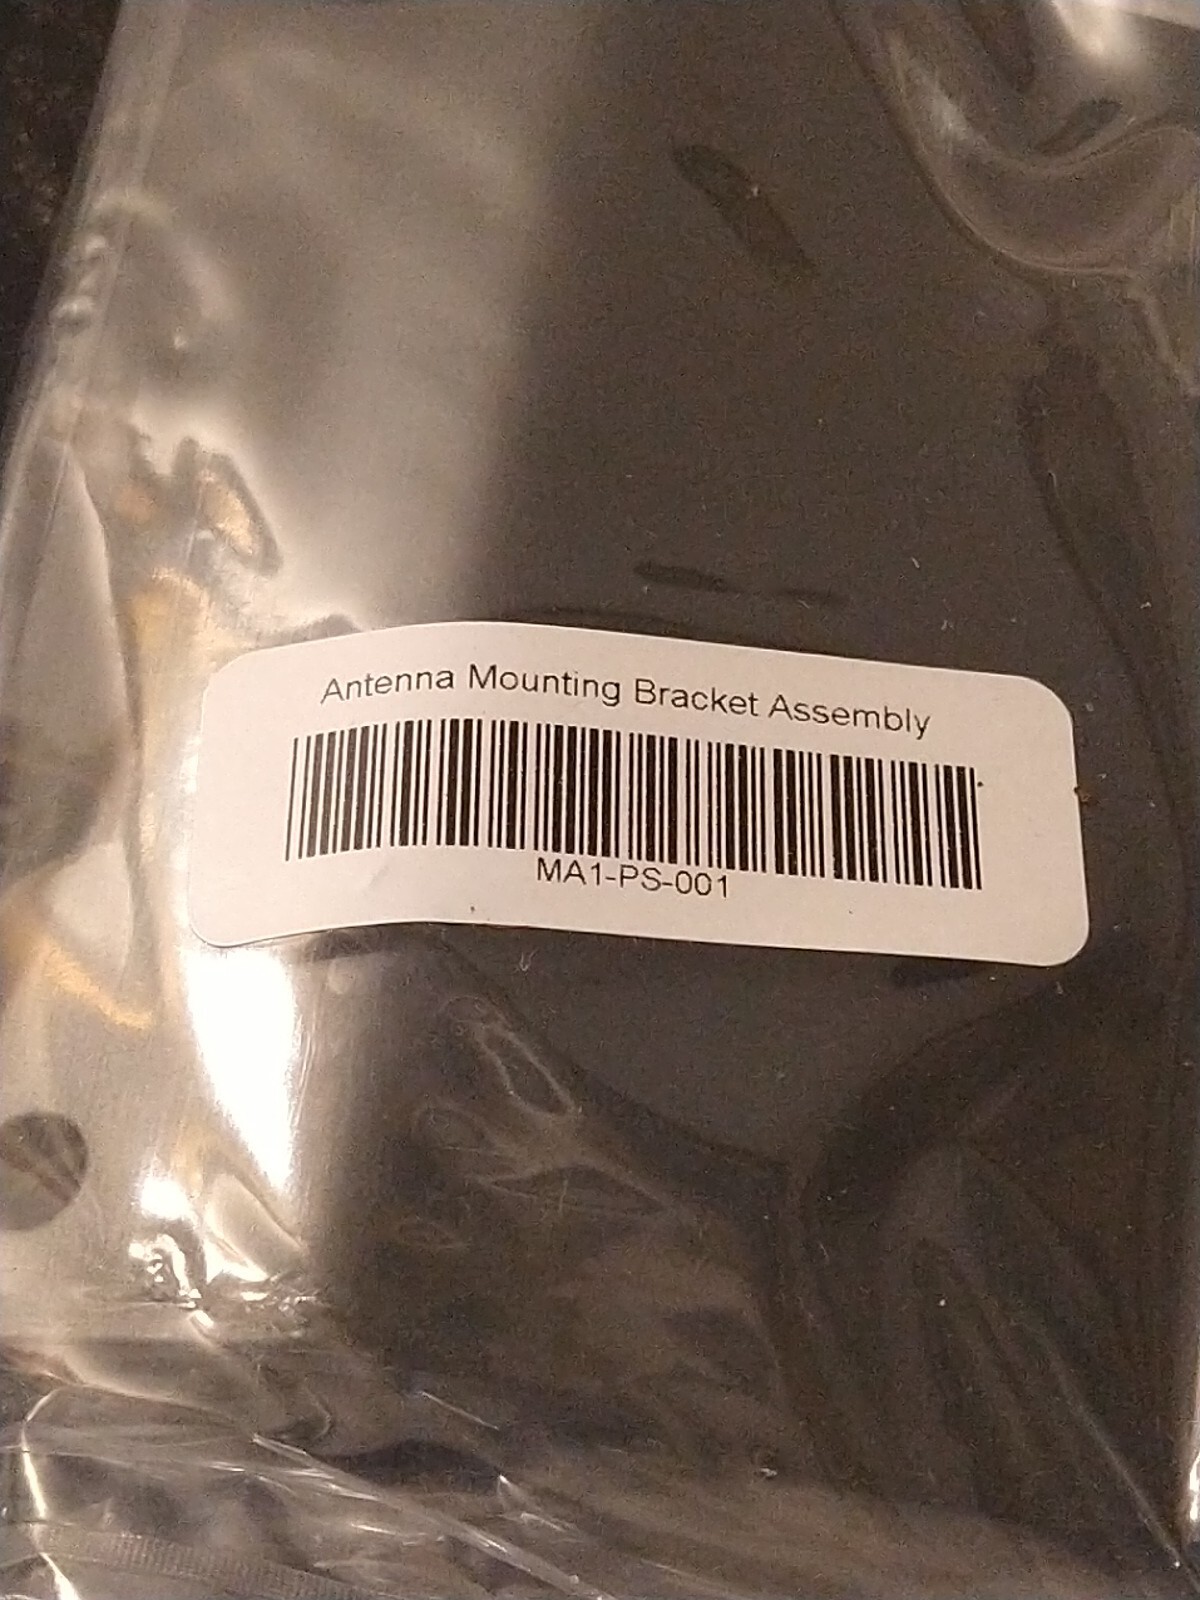 Antenna Mounting Bracket Assembly
MA1-PS-001